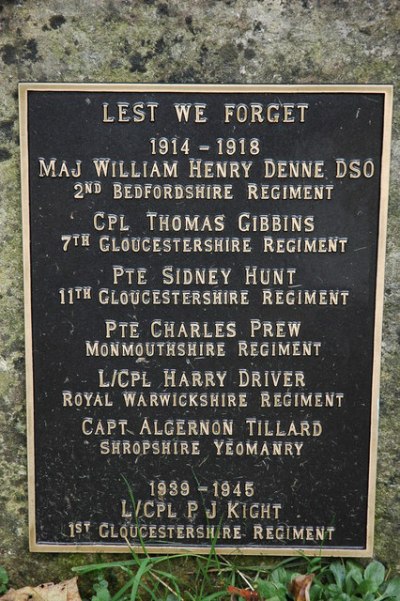 LEST WE FORGET
1914 - 1918
MAJ WILLIAM HENRY DENNE DSO
2ND BEDFORDSHIRE REGIMENT
CPL THOMAS GIBBINS
7TH GLOUCESTERSHIRE REGIMENT
PTE SIDNEY HUNT
11TH GLOUCESTERSHIRE REGIMENT
PTE CHARLES PREW
MONMOUTHSHIRE REGIMENT
L/CPL HARRY DRIVER
ROYAL WARWICKSHIRE REGIMENT
CAPT ALGERNON TILLARD
SHROPSHIRE YEOMANRY
1939 - 1945
L/CPL P J KIGHT
1ST GLOUCESTERSHIRE REGIMENT